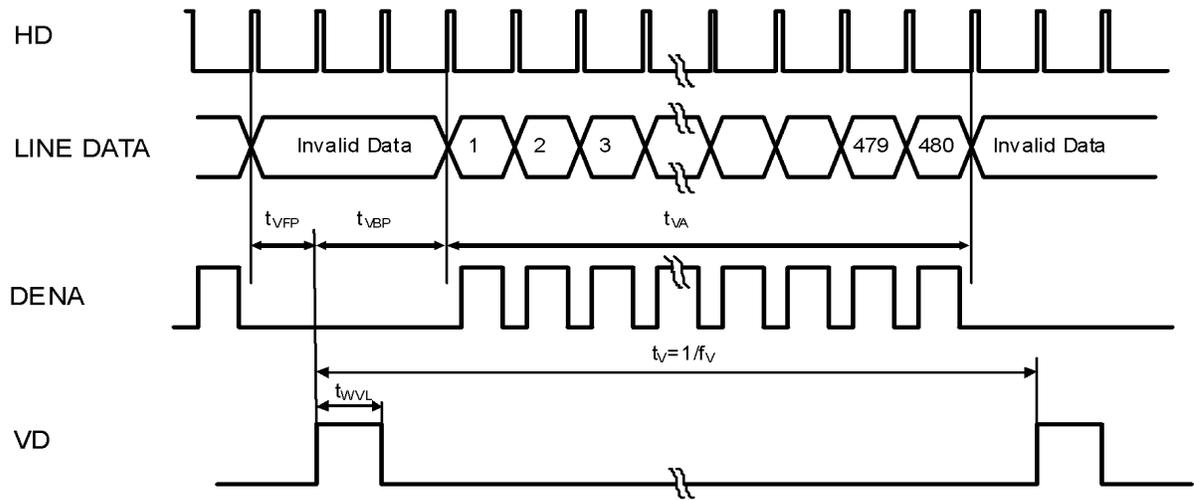 HD
LINE DATA
Invalid Data 1 2 3 479 480 Invalid Data
tVFP tVBP tVA
DENA
tV=1/fV
tWVL
VD